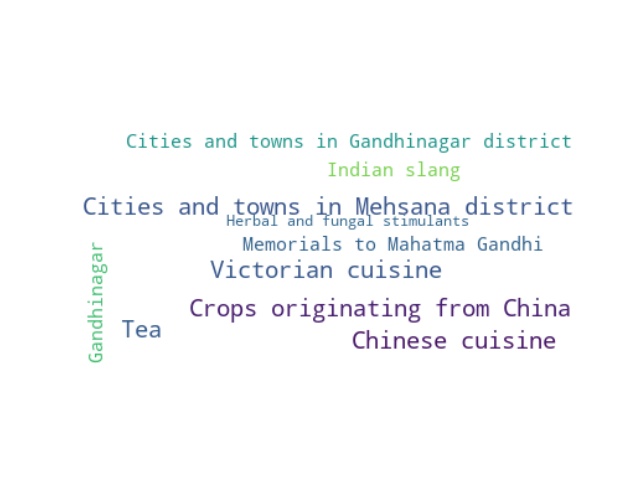 Cities and towns in Gandhinagar district
Indian slang
Cities and towns in Mehsana district
Herbal and fungal stimulants
Memorials to Mahatma Gandhi
Victorian cuisine
Gandhinagar
Crops originating from China
Tea
Chinese cuisine